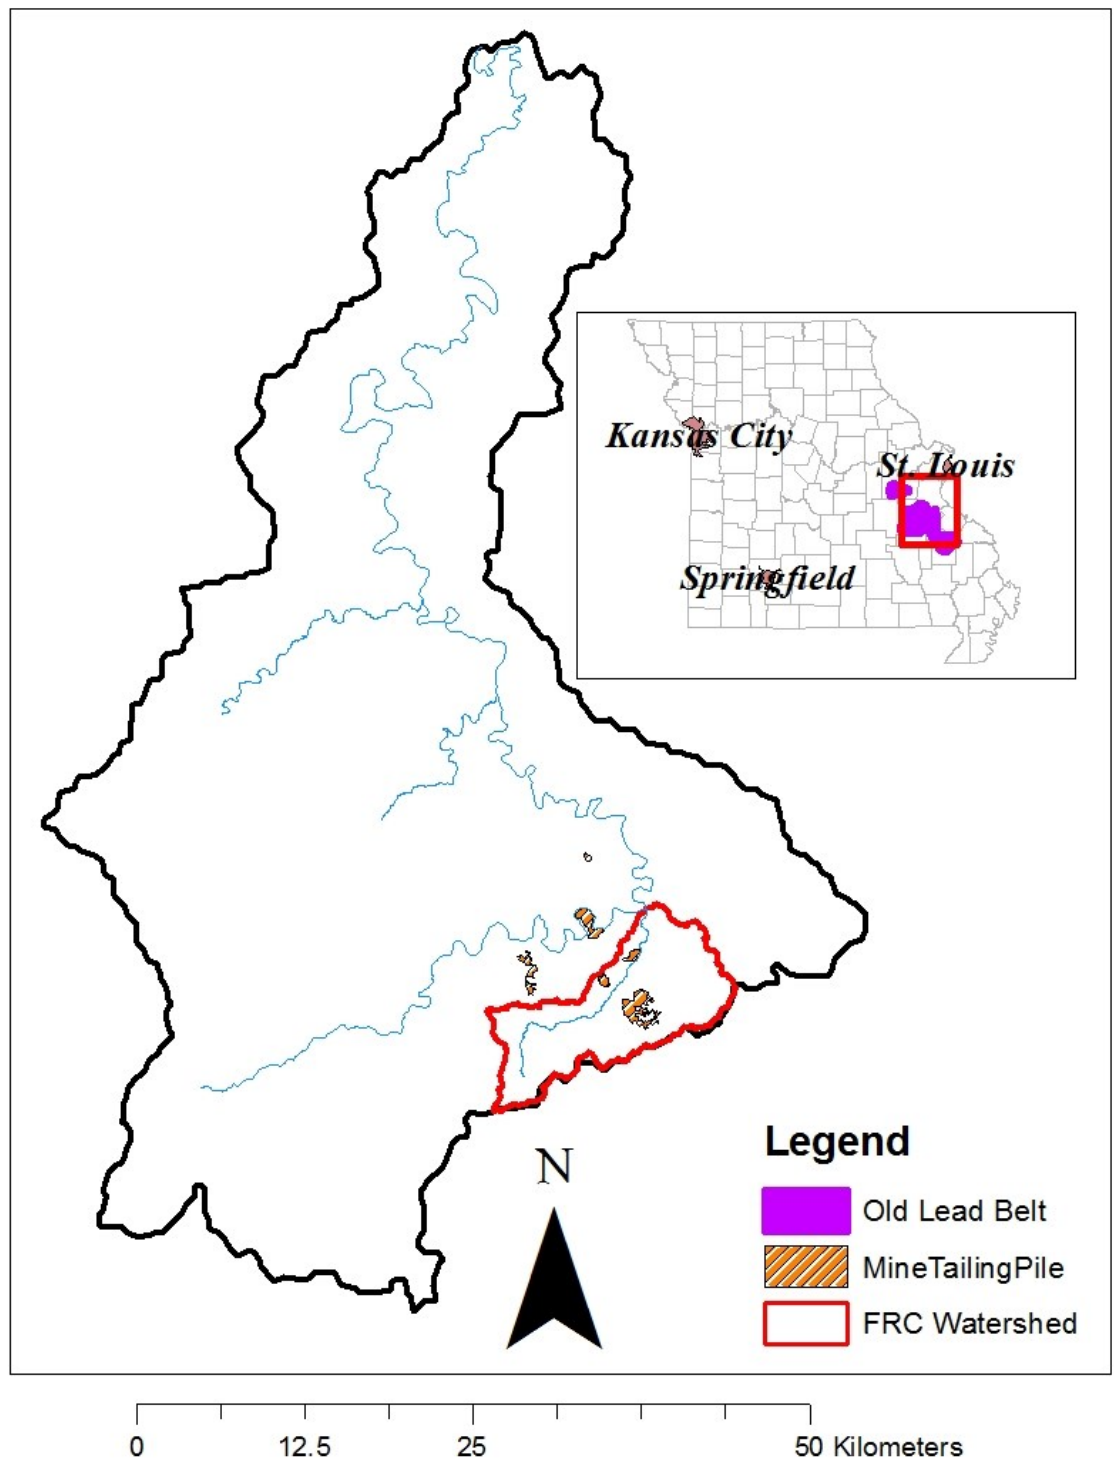 Kansas City
St. Louis
Springfield
N
Legend
Old Lead Belt
MineTailingPile
FRC Watershed
0 12.5 25 50 Kilometers